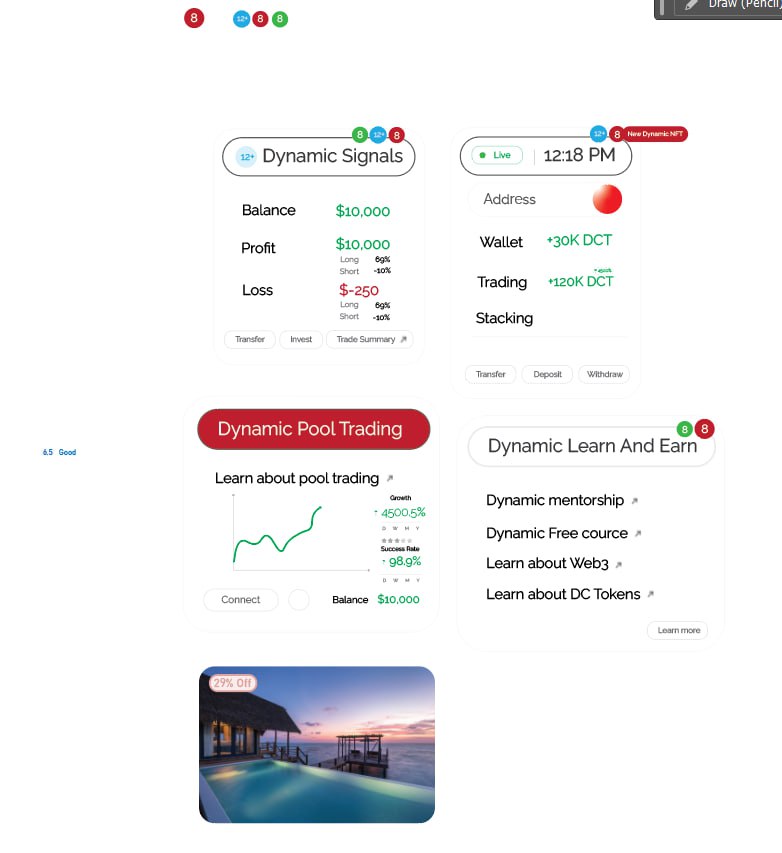 Draw (Pencil)
8
12+ 8 8
8 12+ 8
12+ Dynamic Signals
Balance $10,000
Profit $10,000
Long 69%
Short -10%
Loss $-250
Long 69%
Short -10%
Transfer Invest Trade Summary
12+ 8 New Dynamic NFT
Live 12:18 PM
Address
Wallet +30K DCT
Trading +120K DCT
Stacking
Transfer Deposit Withdraw
6.5 Good
Dynamic Pool Trading
Learn about pool trading
Growth
4500,5%
D W M Y
Success Rate
98.9%
D W M Y
Connect Balance $10,000
8 8
Dynamic Learn And Earn
Dynamic mentorship
Dynamic Free cource
Learn about Web3
Learn about DC Tokens
Learn more
29% Off